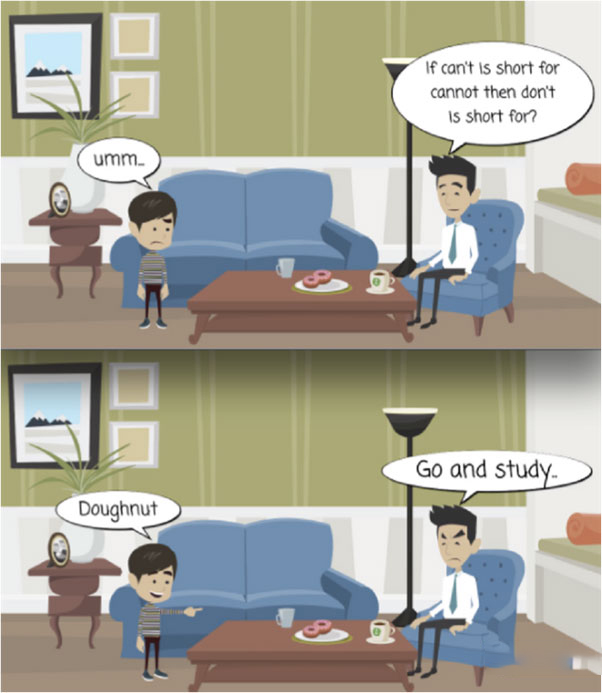 If can't is short for
cannot then don't
is short for?
umm..
Doughnut
Go and study..